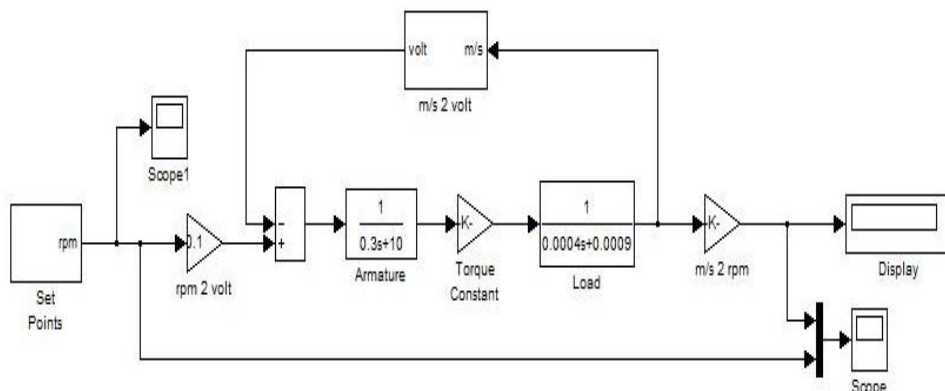 volt
m/s
m/s 2 volt
Scope1
rpm
Set
Points
0.1
rpm 2 volt
−
+
1
0.3s+10
Armature
-K-
Torque
Constant
1
0.0004s+0.0009
Load
-K-
m/s 2 rpm
Display
Scope